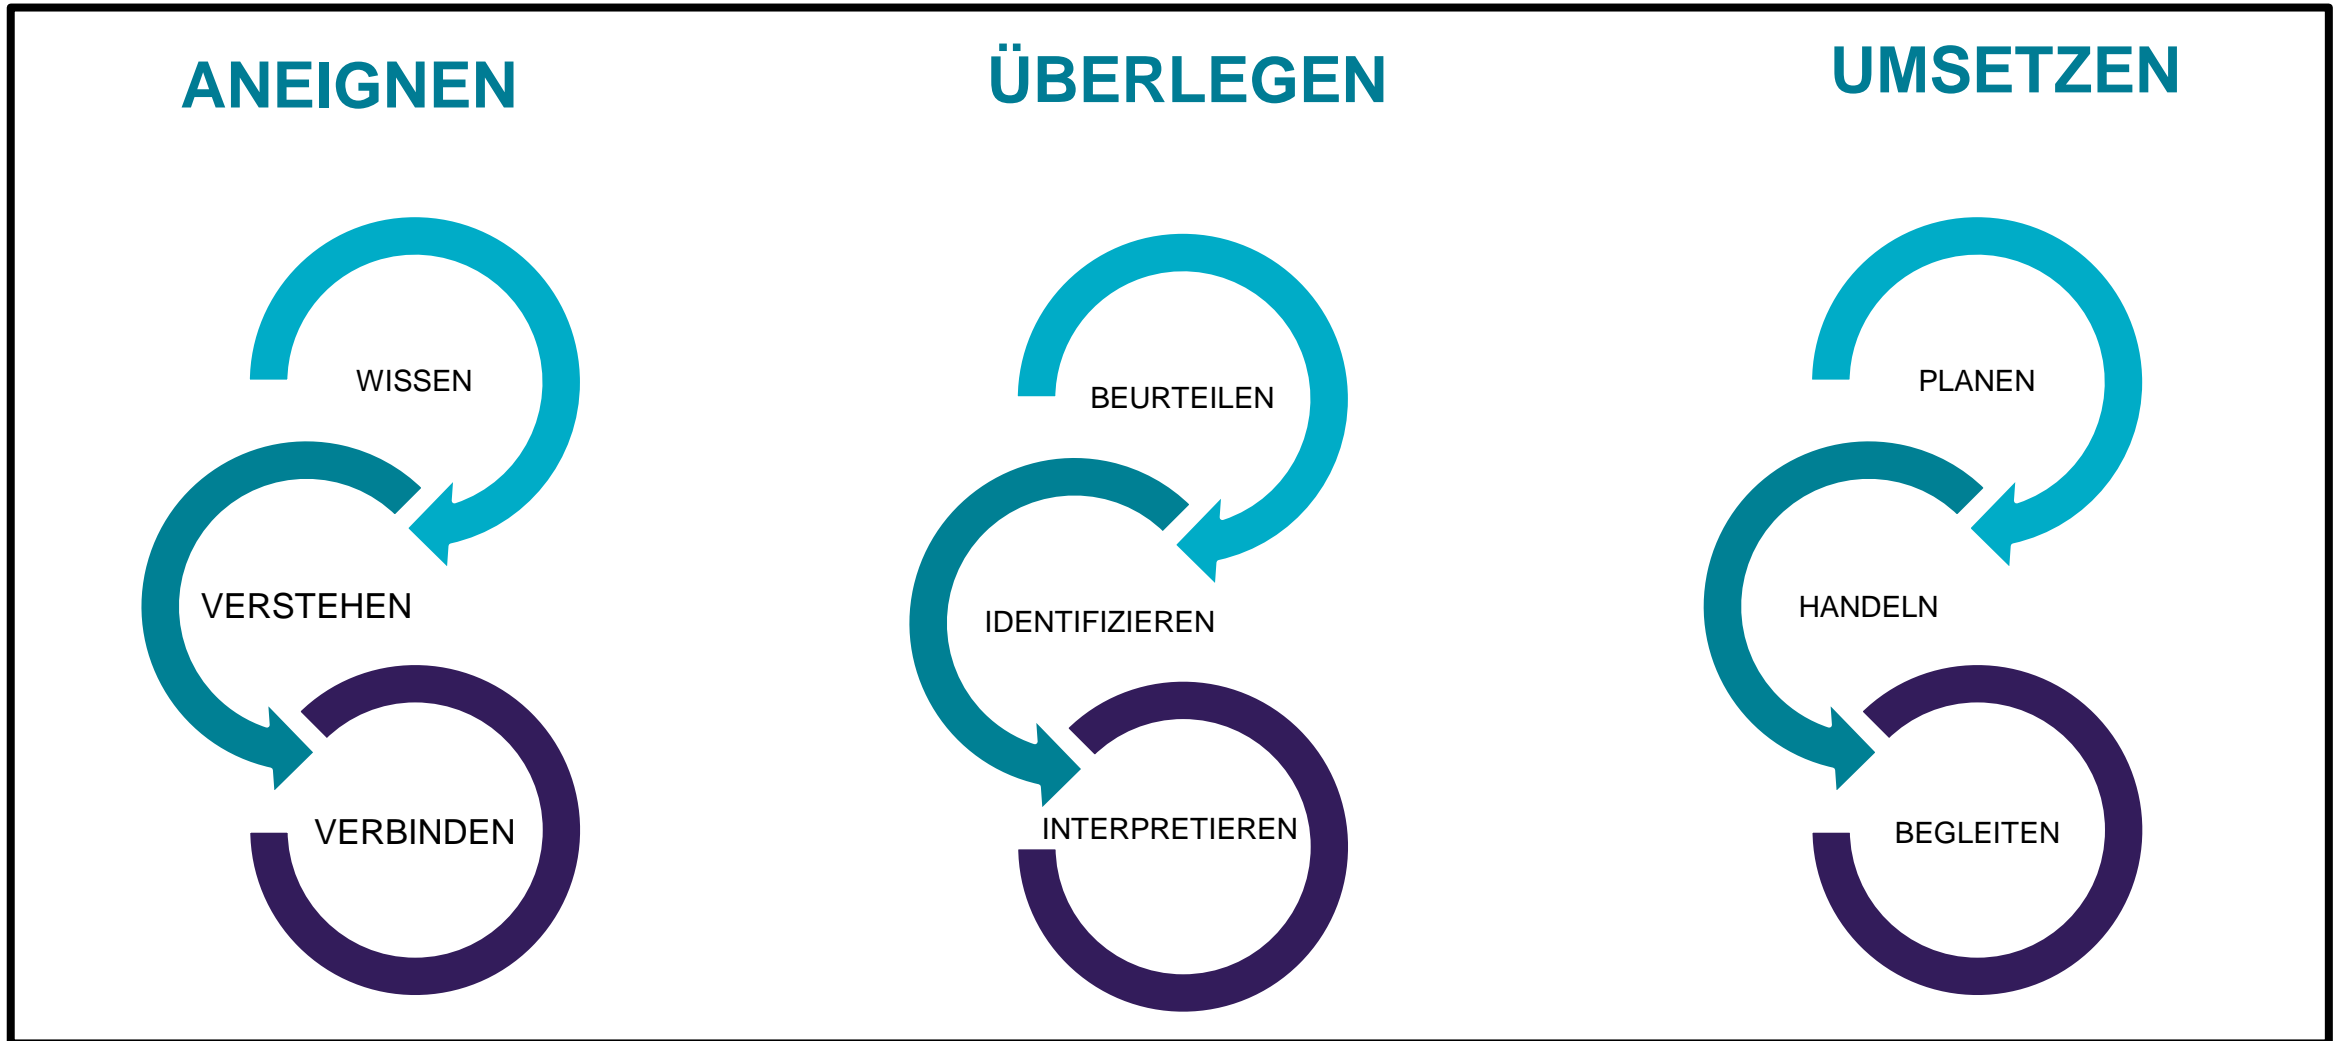 ANEIGNEN
WISSEN
VERSTEHEN
VERBINDEN
ÜBERLEGEN
BEURTEILEN
IDENTIFIZIEREN
INTERPRETIEREN
UMSETZEN
PLANEN
HANDELN
BEGLEITEN